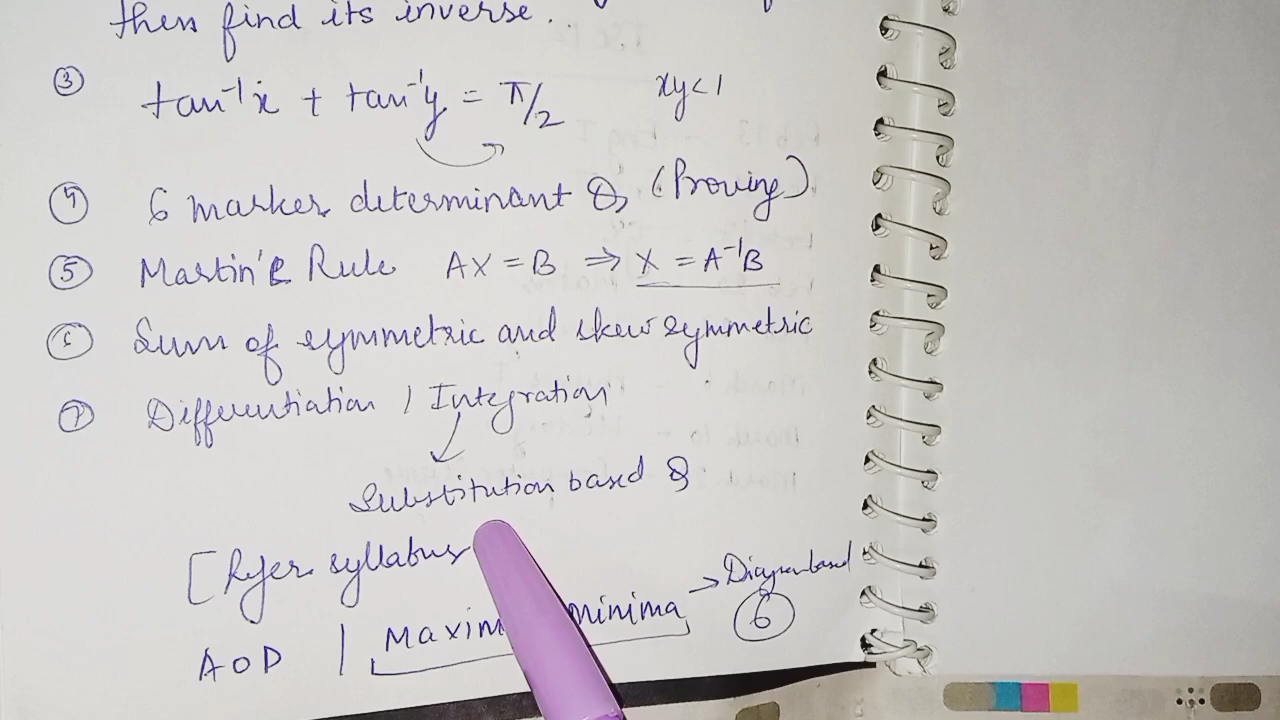 then find its inverse.
③ tan⁻¹x + tan⁻¹y = π/2 xy<1
④ 6 marker determinant Q, (Proving)
⑤ Martin's Rule AX = B ⇒ X = A⁻¹B
⑥ Sum of symmetric and skew symmetric
⑦ Differentiation / Integration
Substitution based Q
[Refer syllabus
→ Diagram based
AOD | Maxim minima ⑥